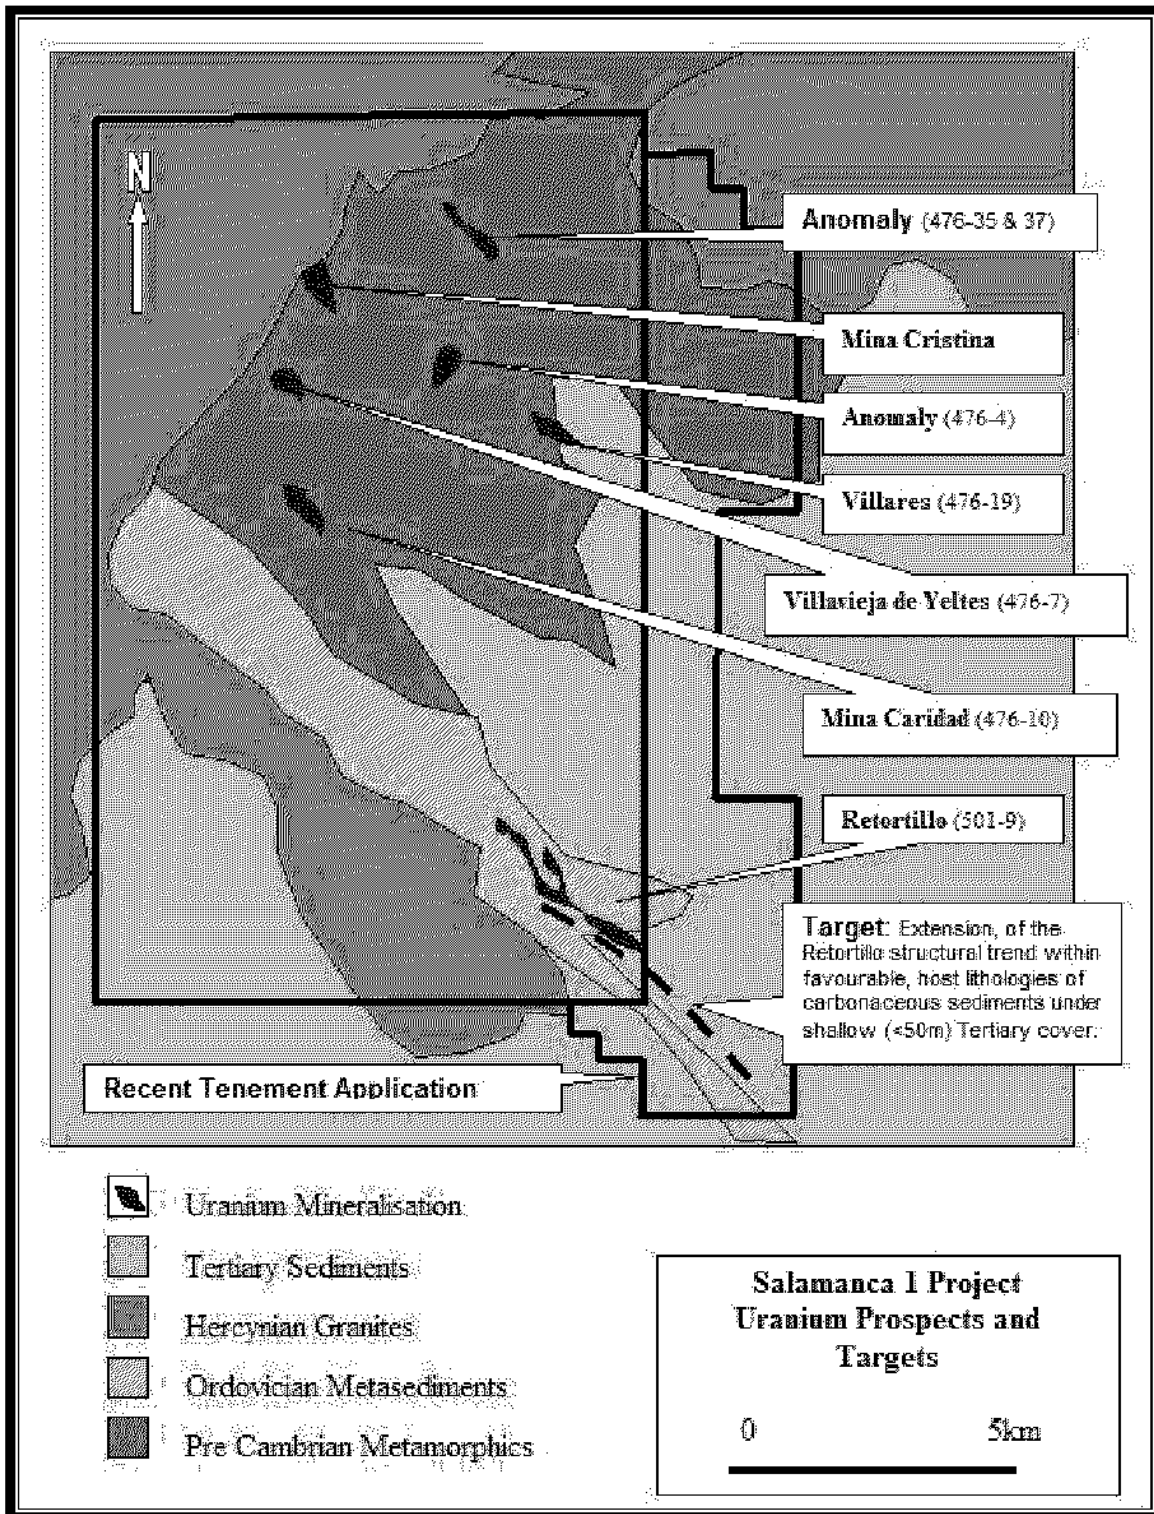 N
Anomaly (476-35 & 37)
Mina Cristina
Anomaly (476-4)
Villares (476-19)
Villavieja de Yeltes (476-7)
Mina Caridad (476-10)
Retortillo (501-9)
Target: Extension, of the
Retortillo structural trend within
favourable, host lithologies of
carbonaceous sediments under
shallow (<50m) Tertiary cover.
Recent Tenement Application
Uranium Mineralisation
Tertiary Sediments
Hercynian Granites
Ordovician Metasediments
Pre Cambrian Metamorphics
Salamanca 1 Project
Uranium Prospects and
Targets
0 5km